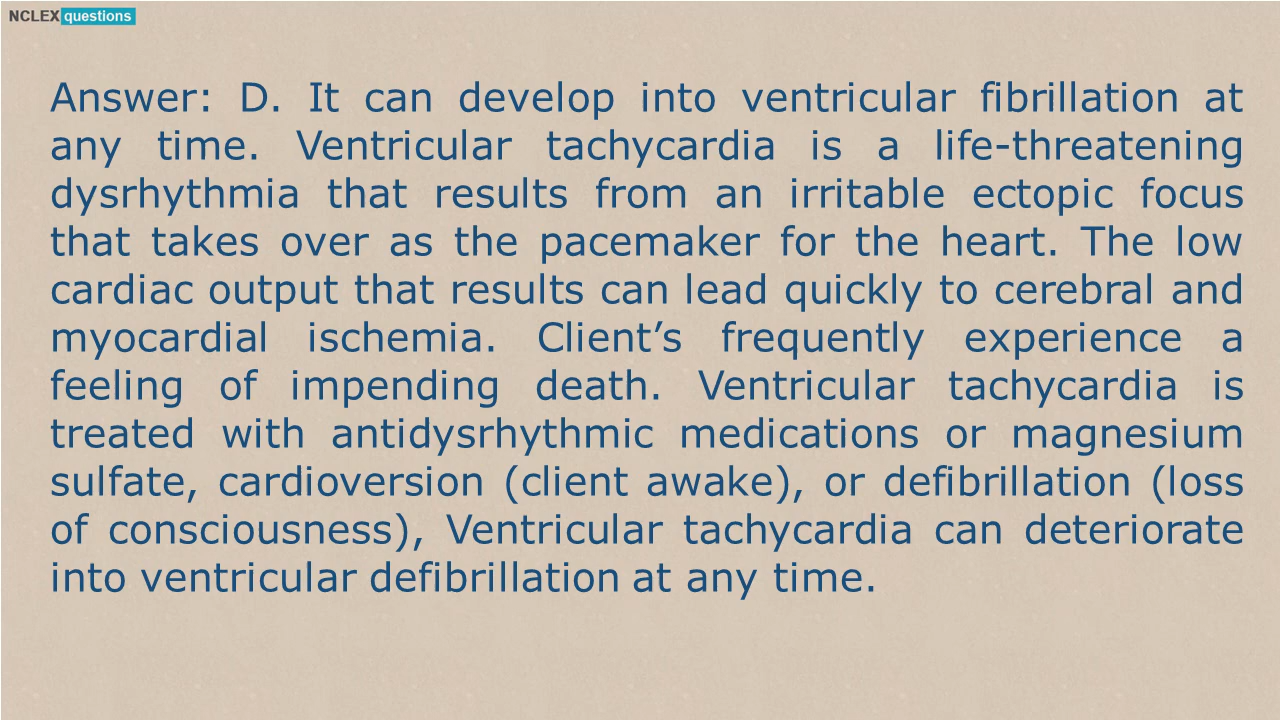 NCLEX questions
Answer: D. It can develop into ventricular fibrillation at
any time. Ventricular tachycardia is a life-threatening
dysrhythmia that results from an irritable ectopic focus
that takes over as the pacemaker for the heart. The low
cardiac output that results can lead quickly to cerebral and
myocardial ischemia. Client’s frequently experience a
feeling of impending death. Ventricular tachycardia is
treated with antidysrhythmic medications or magnesium
sulfate, cardioversion (client awake), or defibrillation (loss
of consciousness), Ventricular tachycardia can deteriorate
into ventricular defibrillation at any time.